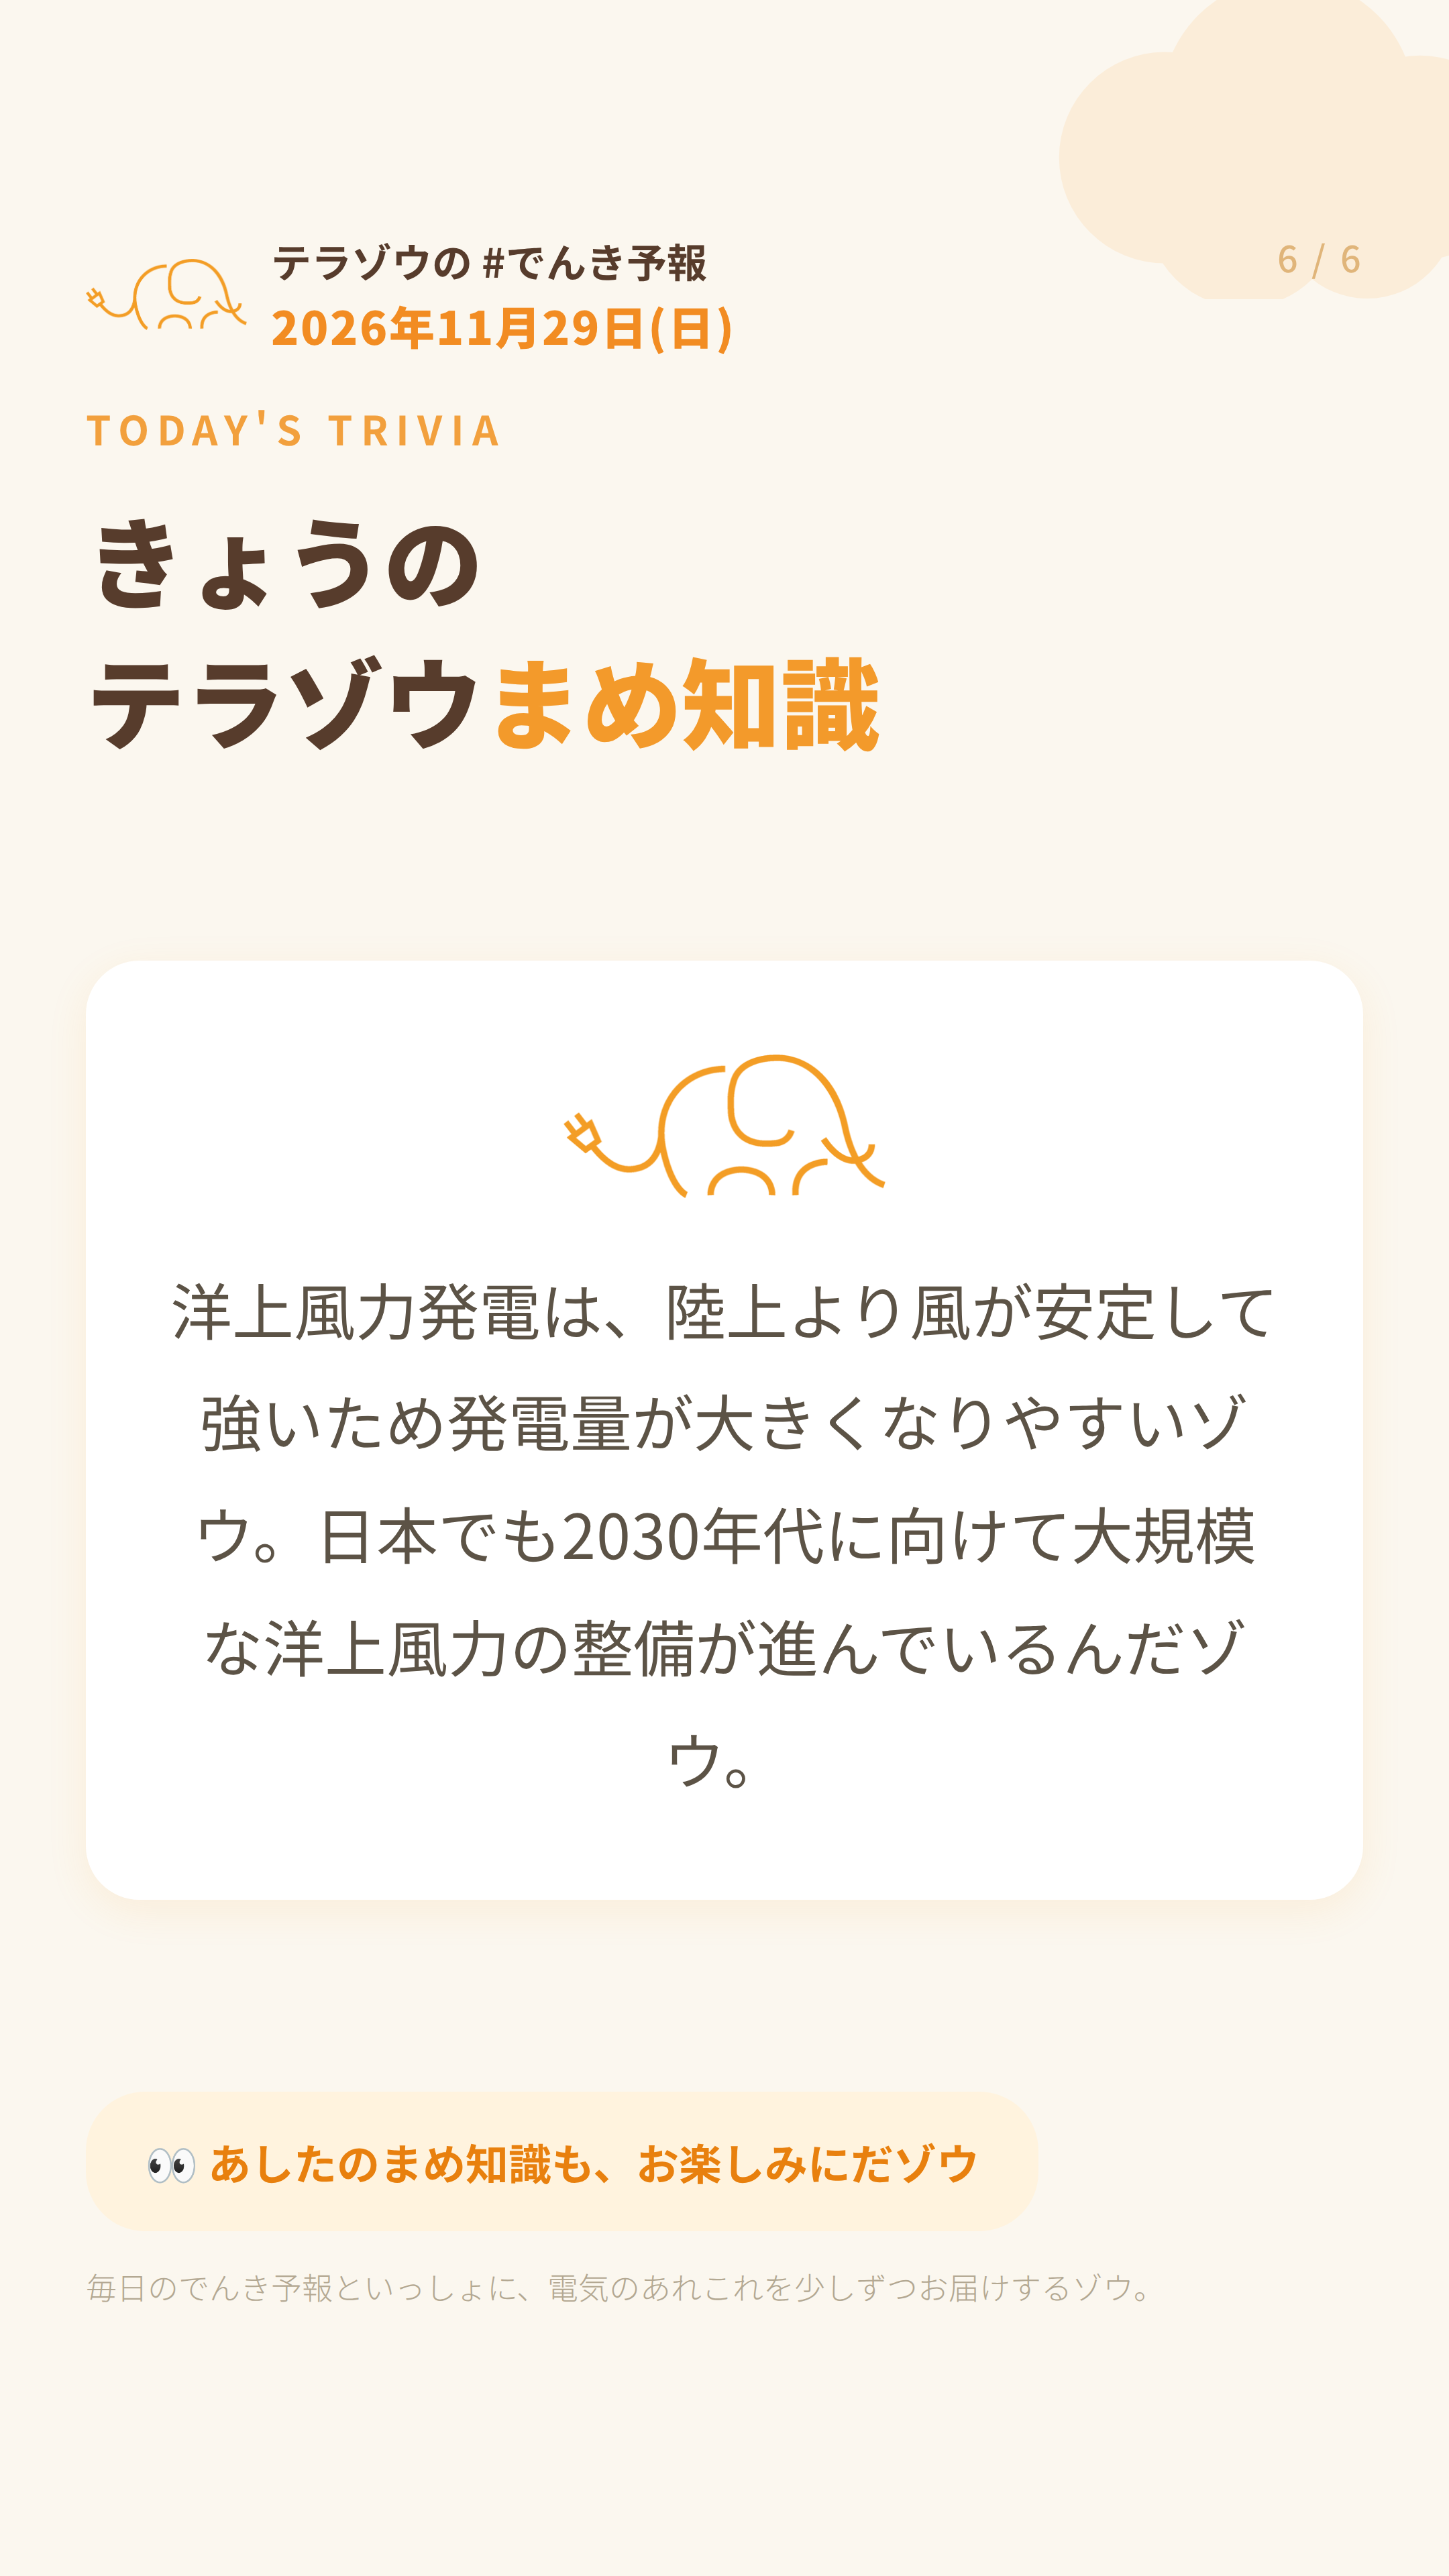 テラゾウの #でんき予報
6 / 6
2026年11月29日(日)
TODAY'S TRIVIA
きょうの
テラゾウまめ知識
洋上風力発電は、陸上より風が安定して
強いため発電量が大きくなりやすいゾ
ウ。日本でも2030年代に向けて大規模
な洋上風力の整備が進んでいるんだゾ
ウ。
👀 あしたのまめ知識も、お楽しみにだゾウ
毎日のでんき予報といっしょに、電気のあれこれを少しずつお届けするゾウ。